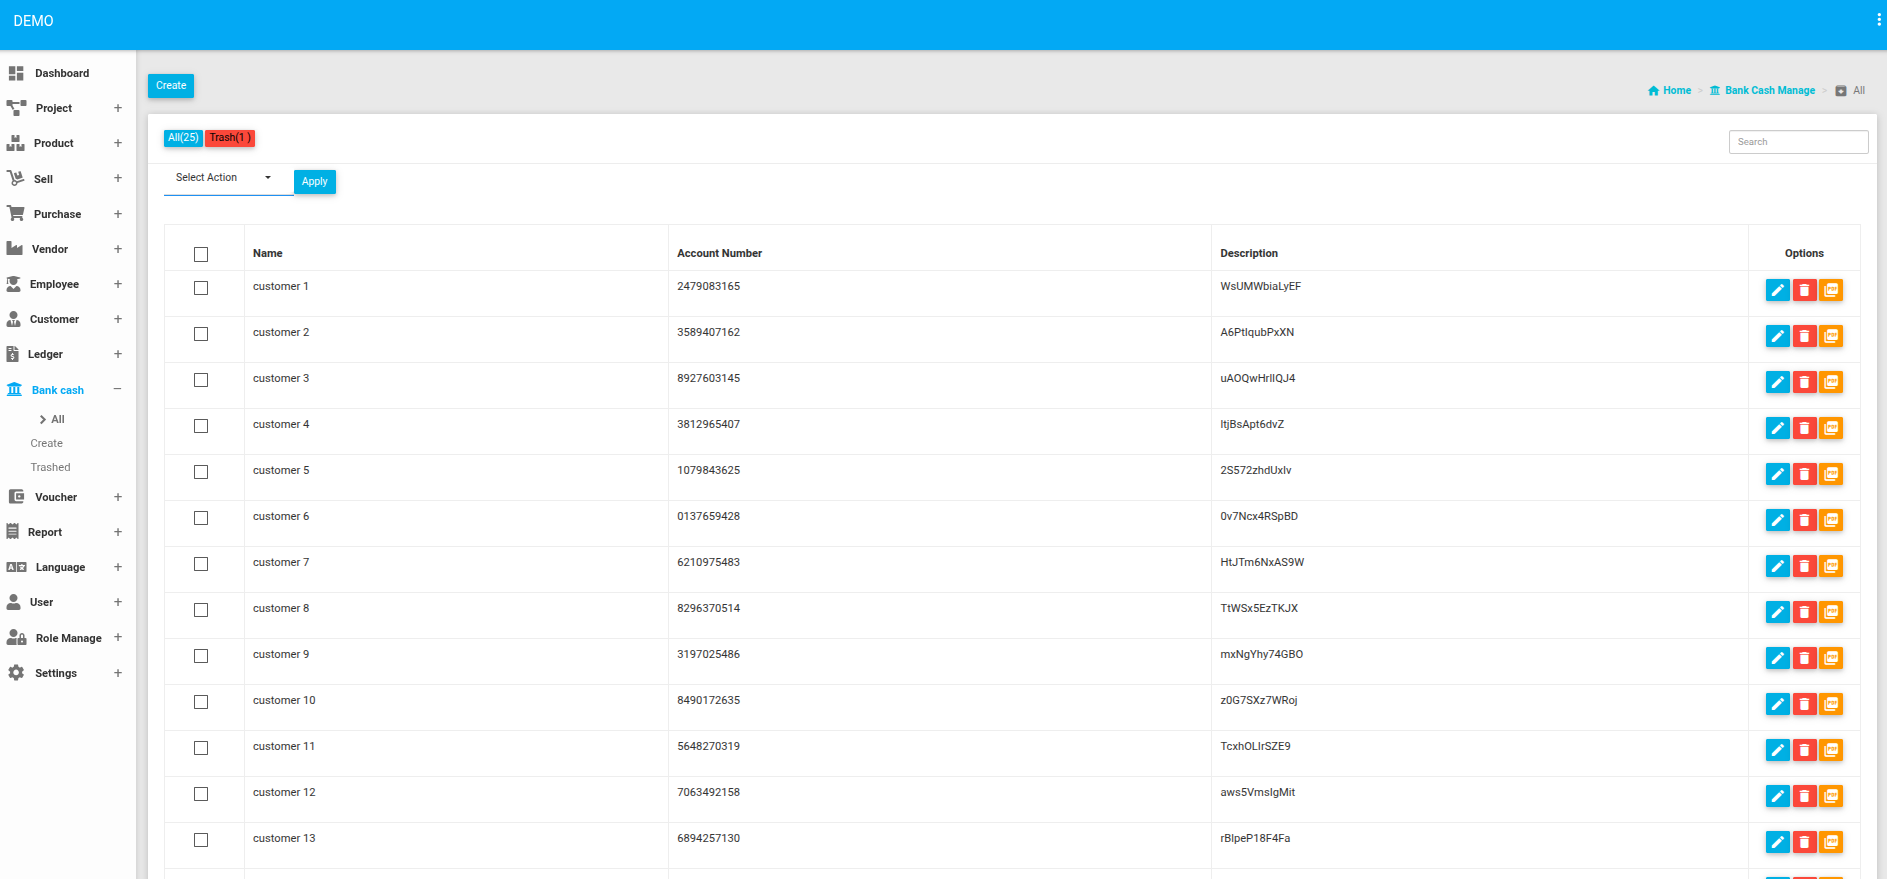 DEMO
Dashboard
Project
Product
Sell
Purchase
Vendor
Employee
Customer
Ledger
Bank cash
All
Create
Trashed
Voucher
Report
Language
User
Role Manage
Settings
Create
Home > Bank Cash Manage > All
All(25) Trash(1 )
Search
Select Action Apply
Name Account Number Description Options
customer 1 2479083165 WsUMWbiaLyEF
customer 2 3589407162 A6PtIqubPxXN
customer 3 8927603145 uAOQwHrlIQJ4
customer 4 3812965407 ltjBsApt6dvZ
customer 5 1079843625 2S572zhdUxIv
customer 6 0137659428 0v7Ncx4RSpBD
customer 7 6210975483 HtJTm6NxAS9W
customer 8 8296370514 TtWSx5EzTKJX
customer 9 3197025486 mxNgYhy74GBO
customer 10 8490172635 z0G7SXz7WRoj
customer 11 5648270319 TcxhOLIrSZE9
customer 12 7063492158 aws5VmsIgMit
customer 13 6894257130 rBIpeP18F4Fa